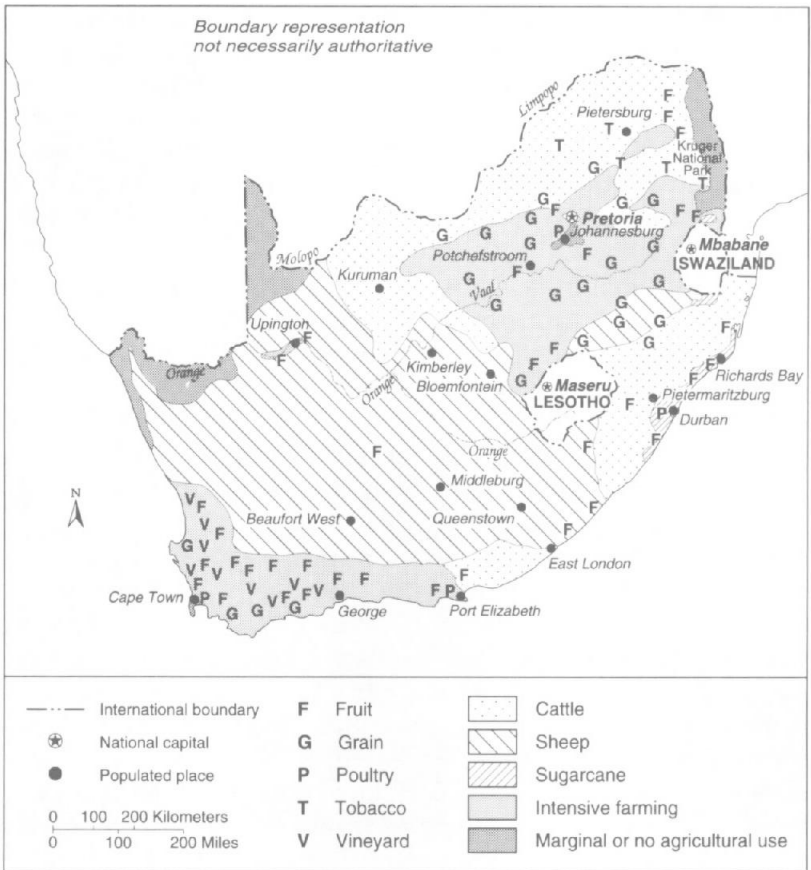 Boundary representation
not necessarily authoritative
Limpopo
F
Pietersburg
F
T
F
T
Kruger
National
Park
G
T
T
T
G
G
G
F
F
F
G
Pretoria
G
G
P
Johannesburg
Mbabane
G
G
Molopo
Potchefstroom
F
G
SWAZILAND
Kuruman
F
G
G
Vaal
G
G
G
G
Upington
F
G
G
F
F
F
Kimberley
G
Orange
Orange
Bloemfontein
F
G
Maseru
LESOTHO
F
F
Richards Bay
Pietermaritzburg
F
P
Durban
Orange
F
F
F
Middleburg
N
V
F
V
F
Beaufort West
Queenstown
F
F
G
V
East London
V
F
V
F
F
F
F
F
V
V
F
F
F
F
F
Cape Town
P
F
V
F
V
F
P
G
G
G
George
Port Elizabeth
International boundary
F Fruit
Cattle
National capital
G Grain
Sheep
Populated place
P Poultry
Sugarcane
0 100 200 Kilometers
T Tobacco
Intensive farming
0 100 200 Miles
V Vineyard
Marginal or no agricultural use